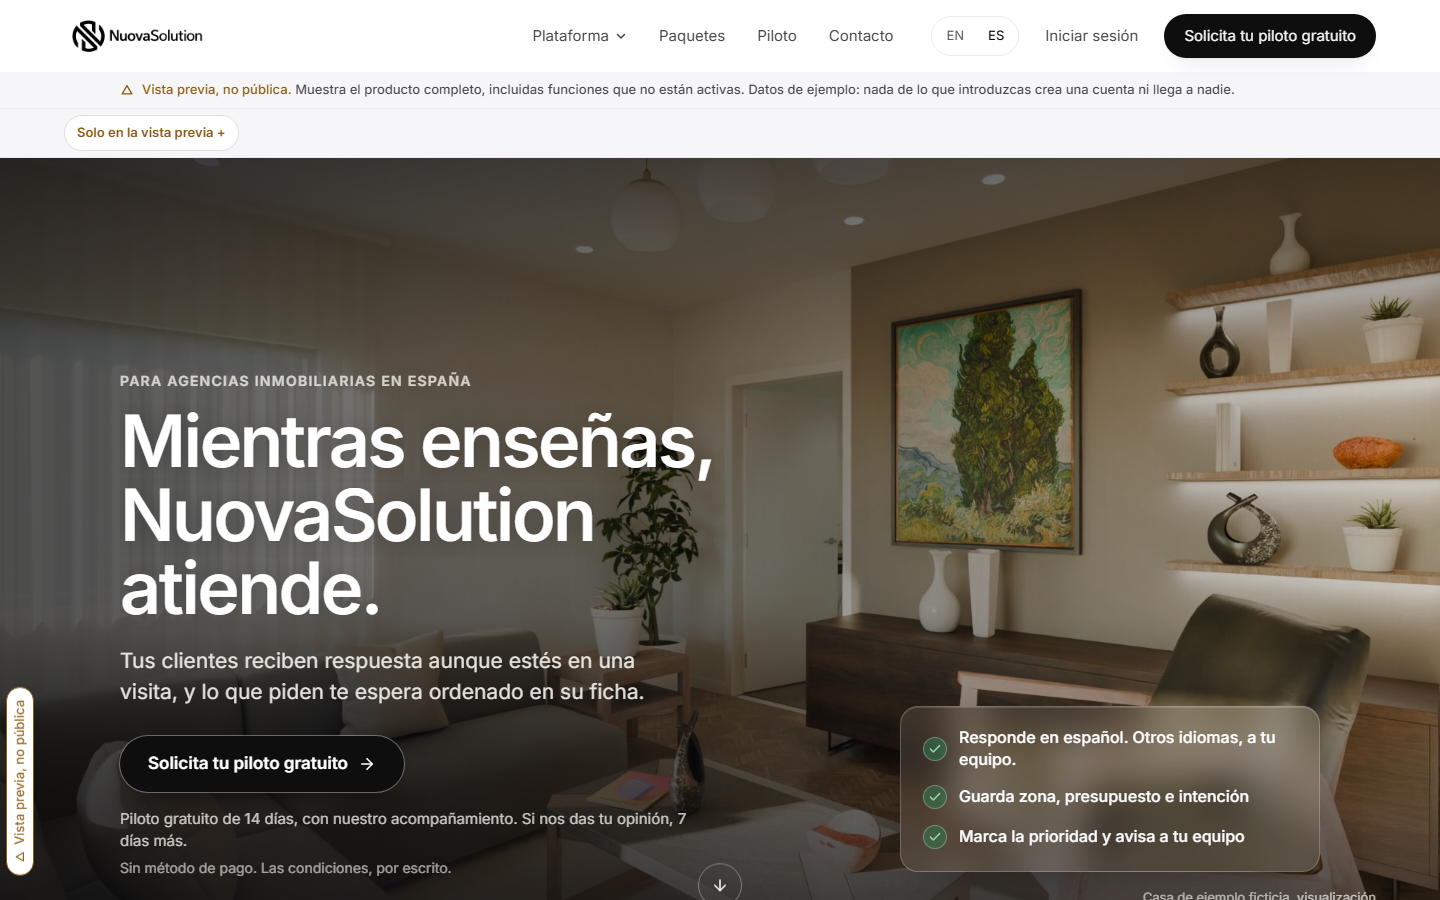 NuovaSolution
Plataforma
Paquetes
Piloto
Contacto
EN
ES
Iniciar sesión
Solicita tu piloto gratuito
Vista previa, no pública. Muestra el producto completo, incluidas funciones que no están activas. Datos de ejemplo: nada de lo que introduzcas crea una cuenta ni llega a nadie.
Solo en la vista previa +
PARA AGENCIAS INMOBILIARIAS EN ESPAÑA
Mientras enseñas,
NuovaSolution
atiende.
Tus clientes reciben respuesta aunque estés en una
visita, y lo que piden te espera ordenado en su ficha.
Solicita tu piloto gratuito
Piloto gratuito de 14 días, con nuestro acompañamiento. Si nos das tu opinión, 7
días más.
Sin método de pago. Las condiciones, por escrito.
Vista previa, no pública
Responde en español. Otros idiomas, a tu
equipo.
Guarda zona, presupuesto e intención
Marca la prioridad y avisa a tu equipo
Casa de ejemplo ficticia, visualización